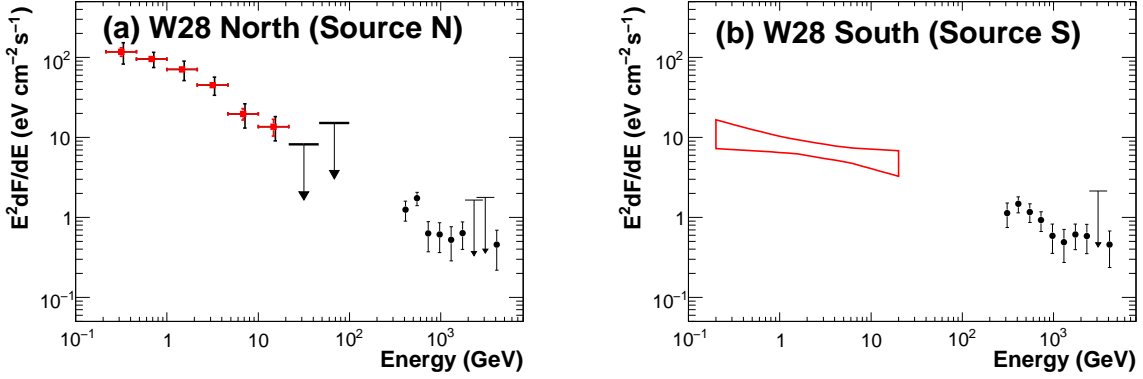 (a) W28 North (Source N)
E²dF/dE (eV cm⁻² s⁻¹)
10²
10
1
10⁻¹
10⁻¹ 1 10 10² 10³
Energy (GeV)
(b) W28 South (Source S)
E²dF/dE (eV cm⁻² s⁻¹)
10²
10
1
10⁻¹
10⁻¹ 1 10 10² 10³
Energy (GeV)